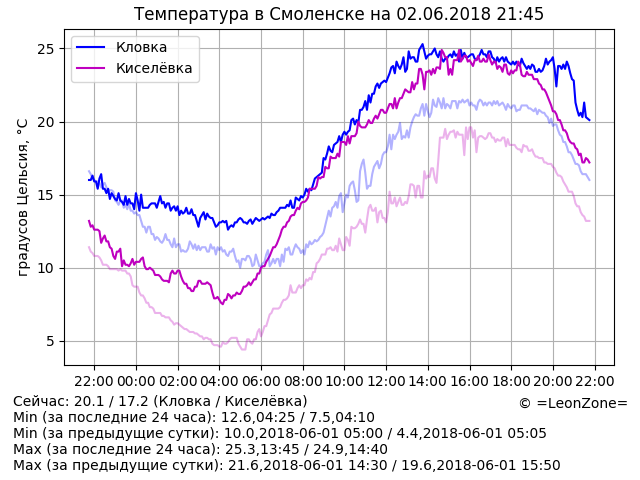 Температура в Смоленске на 02.06.2018 21:45
Кловка
Киселёвка
градусов Цельсия, °C
25
20
15
10
5
22:00 00:00 02:00 04:00 06:00 08:00 10:00 12:00 14:00 16:00 18:00 20:00 22:00
Сейчас: 20.1 / 17.2 (Кловка / Киселёвка)
© =LeonZone=
Min (за последние 24 часа): 12.6,04:25 / 7.5,04:10
Min (за предыдущие сутки): 10.0,2018-06-01 05:00 / 4.4,2018-06-01 05:05
Max (за последние 24 часа): 25.3,13:45 / 24.9,14:40
Max (за предыдущие сутки): 21.6,2018-06-01 14:30 / 19.6,2018-06-01 15:50